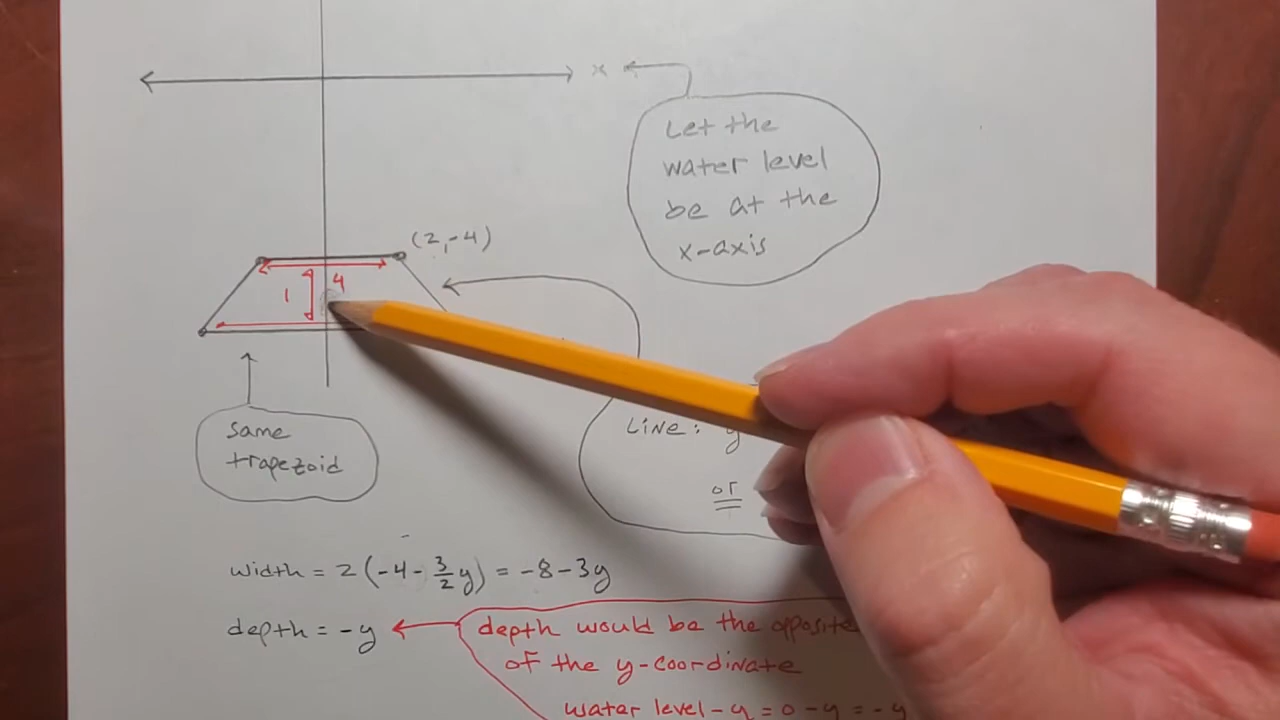 x
Let the
water level
be at the
x-axis
(2,-4)
4
1
Same
trapezoid
Line: y
or
width = 2(-4-3/2y) = -8-3y
depth = -y
depth would be the opposite
of the y-coordinate
water level - y = 0 - y = -y